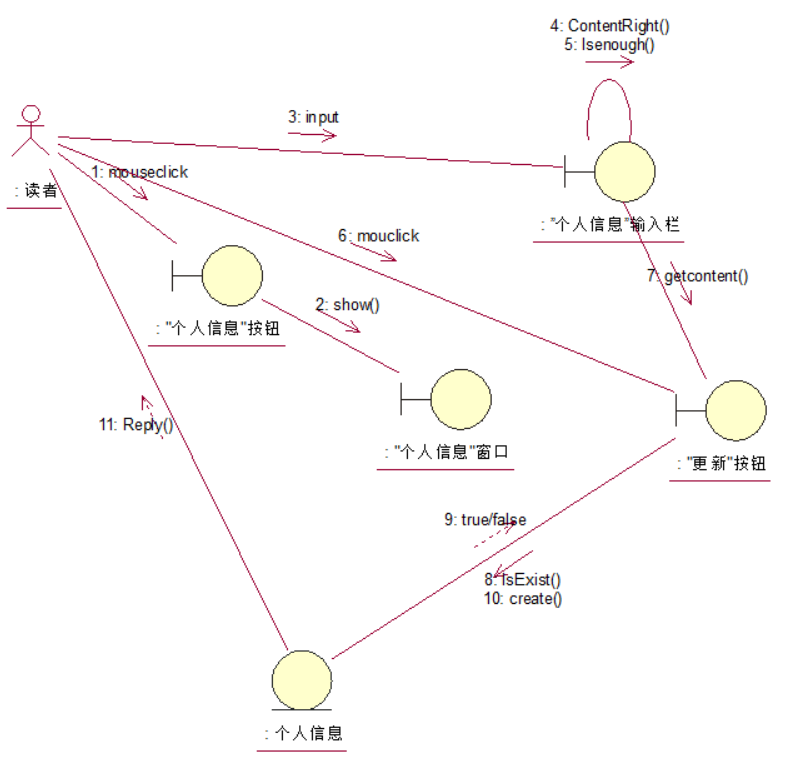 4: ContentRight()
5: Isenough()
3: input
1: mouseclick
: 读者
: "个人信息"输入栏
6: mouclick
7: getcontent()
2: show()
: "个人信息"按钮
11: Reply()
: "个人信息"窗口
: "更新"按钮
9: true/false
8: IsExist()
10: create()
: 个人信息